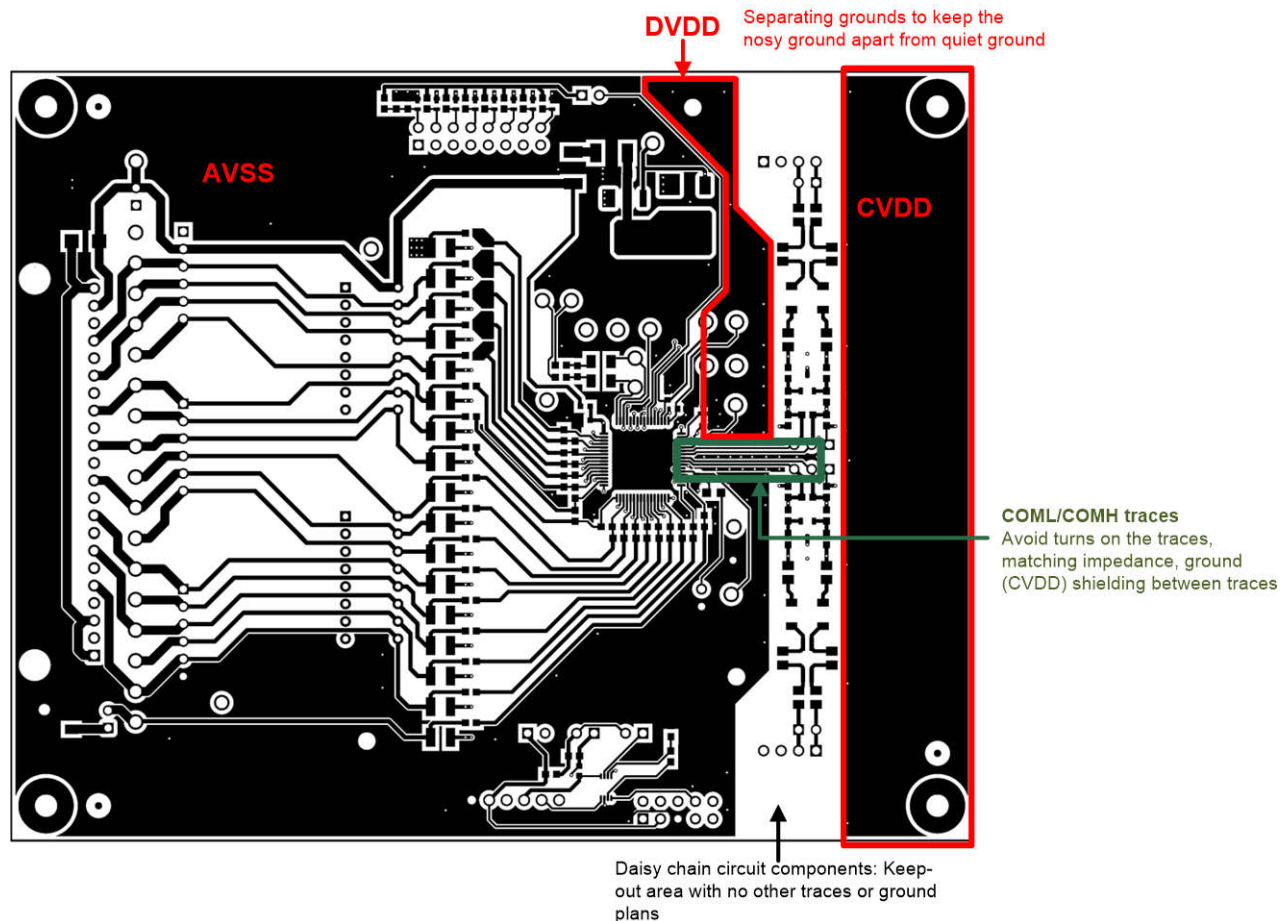 DVDD
Separating grounds to keep the
nosy ground apart from quiet ground
AVSS
CVDD
COML/COMH traces
Avoid turns on the traces,
matching impedance, ground
(CVDD) shielding between traces
Daisy chain circuit components: Keep-
out area with no other traces or ground
plans